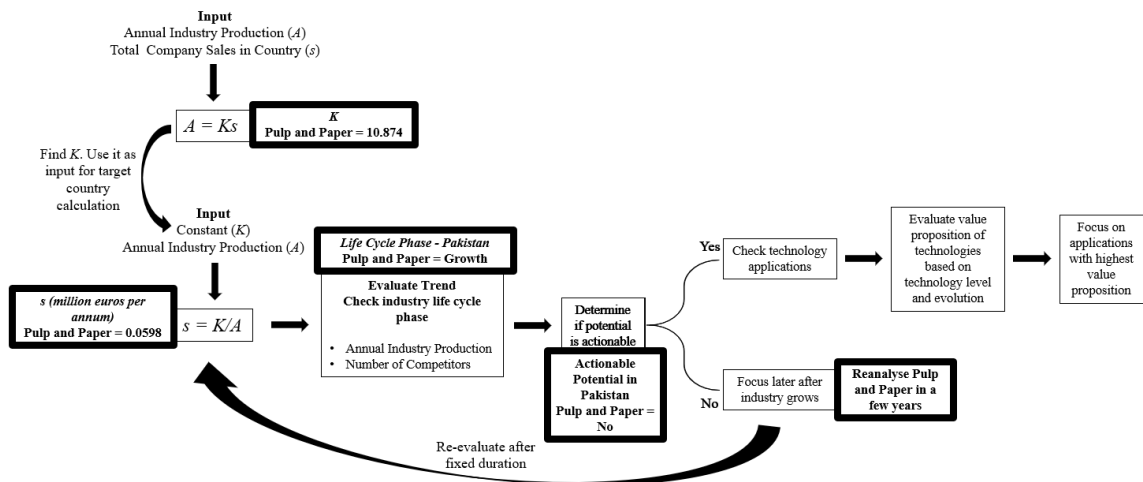 Input
Annual Industry Production (A)
Total Company Sales in Country (s)
A = Ks
K
Pulp and Paper = 10.874
Find K. Use it as
input for target
country
calculation
Input
Constant (K)
Annual Industry Production (A)
s (million euros per
annum)
Pulp and Paper = 0.0598
s = K/A
Life Cycle Phase - Pakistan
Pulp and Paper = Growth
Evaluate Trend
Check industry life cycle
phase
• Annual Industry Production
• Number of Competitors
Determine
if potential
is actionable
Actionable
Potential in
Pakistan
Pulp and Paper =
No
Yes
Check technology
applications
Evaluate value
proposition of
technologies
based on
technology level
and evolution
Focus on
applications
with highest
value
proposition
No
Focus later after
industry grows
Reanalyse Pulp
and Paper in a
few years
Re-evaluate after
fixed duration